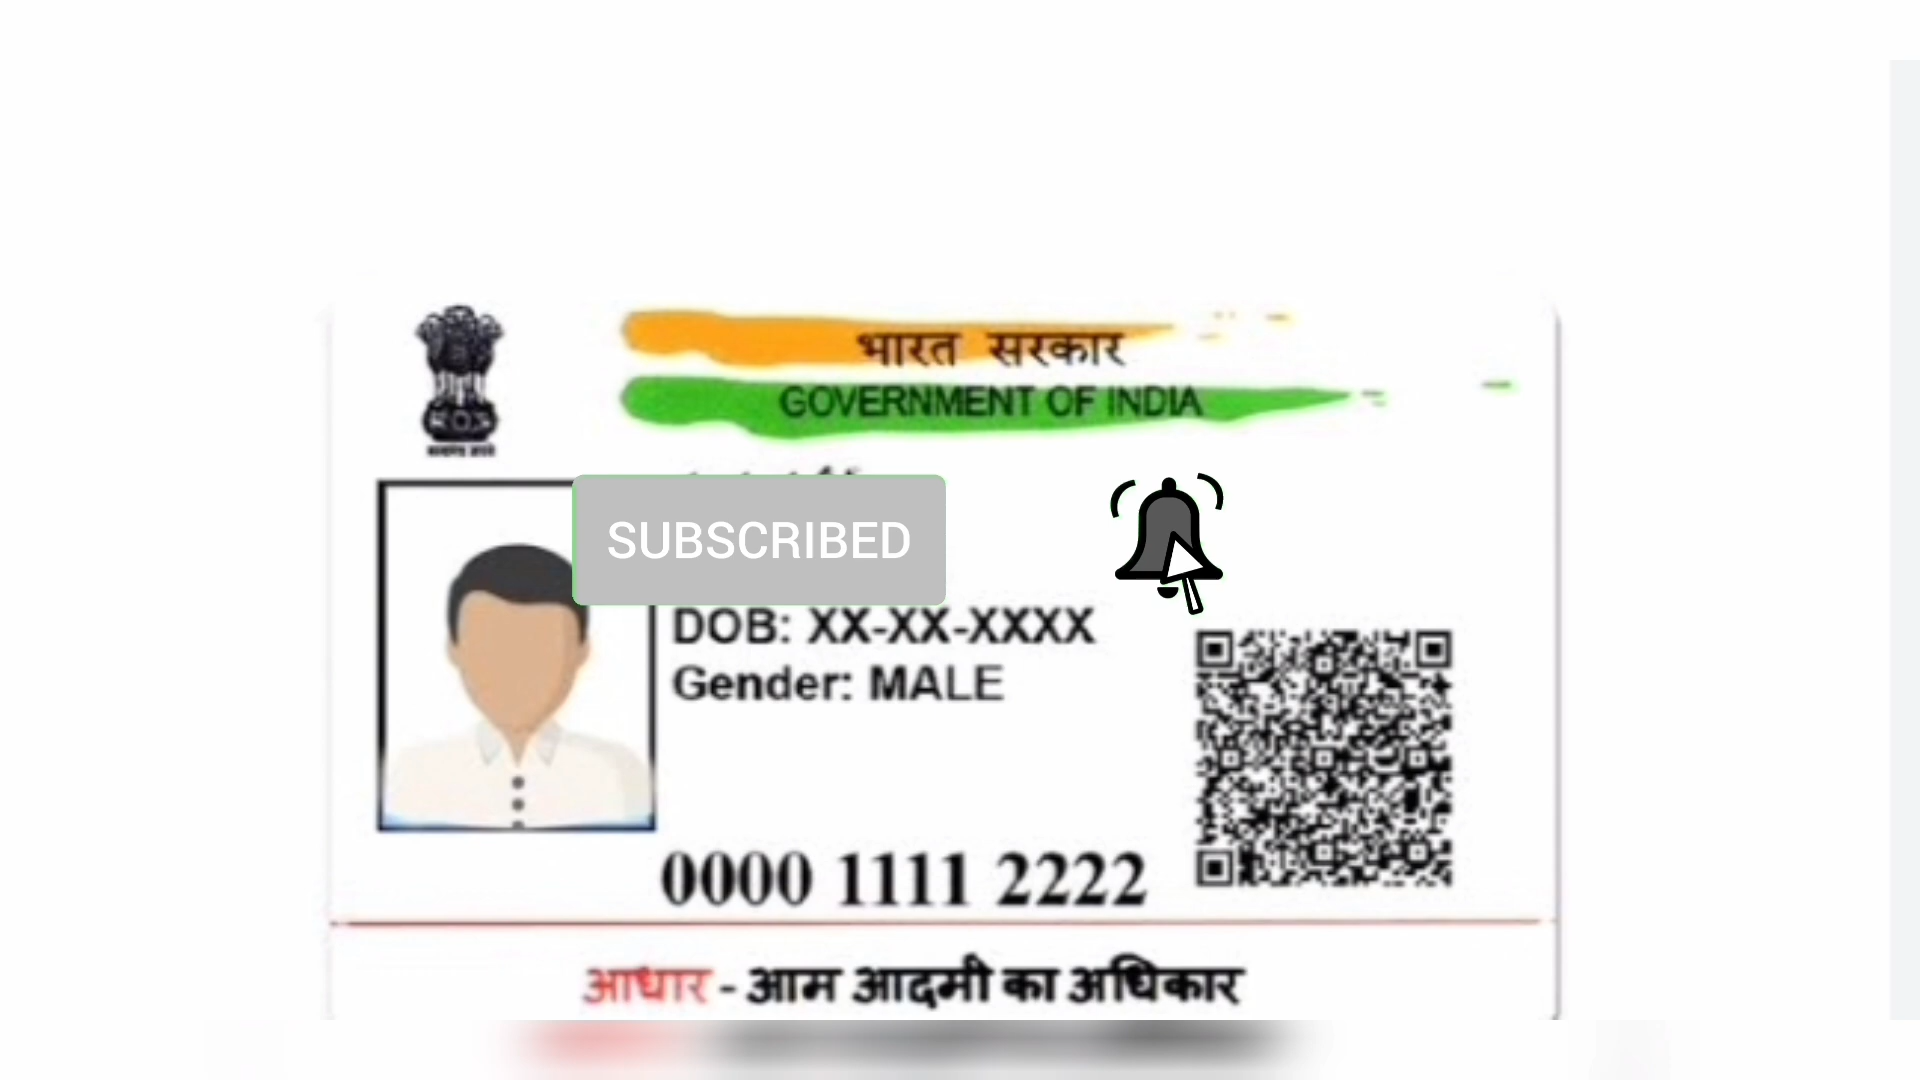 भारत सरकार
GOVERNMENT OF INDIA
SUBSCRIBED
DOB: XX-XX-XXXX
Gender: MALE
0000 1111 2222
आधार - आम आदमी का अधिकार